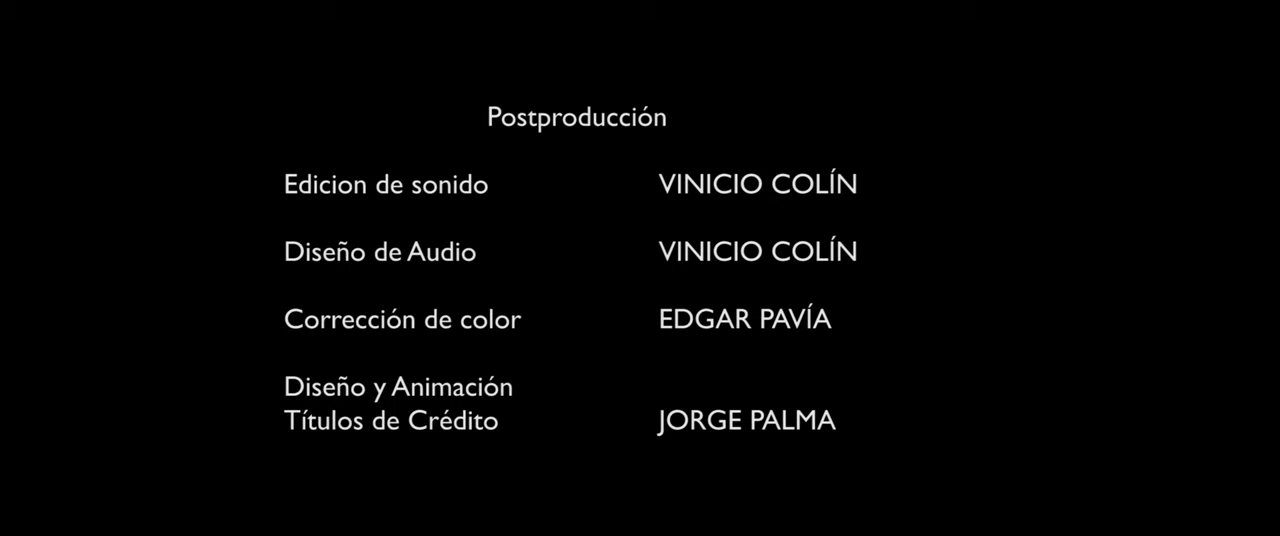 Postproducción
Edicion de sonido VINICIO COLÍN
Diseño de Audio VINICIO COLÍN
Corrección de color EDGAR PAVÍA
Diseño y Animación
Títulos de Crédito JORGE PALMA